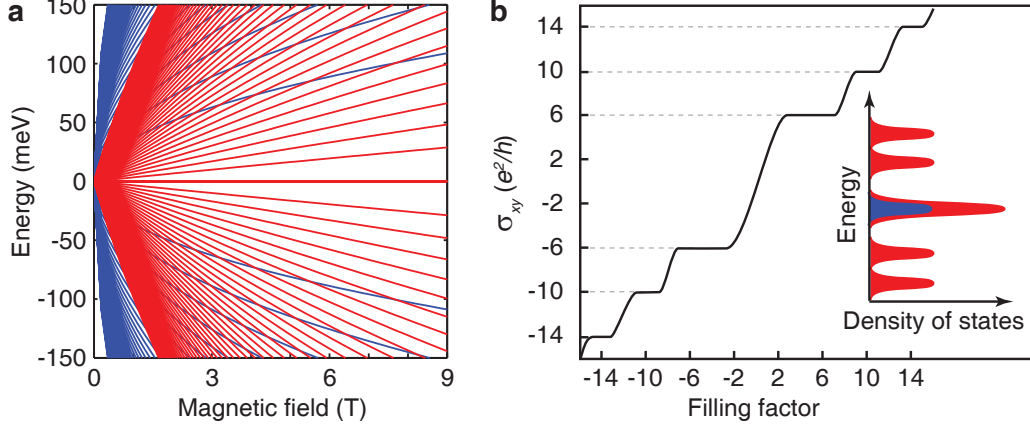 a
150
100
50
0
-50
-100
-150
Energy (meV)
0 3 6 9
Magnetic field (T)
b
14
10
6
2
-2
-6
-10
-14
σxy (e²/h)
-14 -10 -6 -2 2 6 10 14
Filling factor
Energy
Density of states